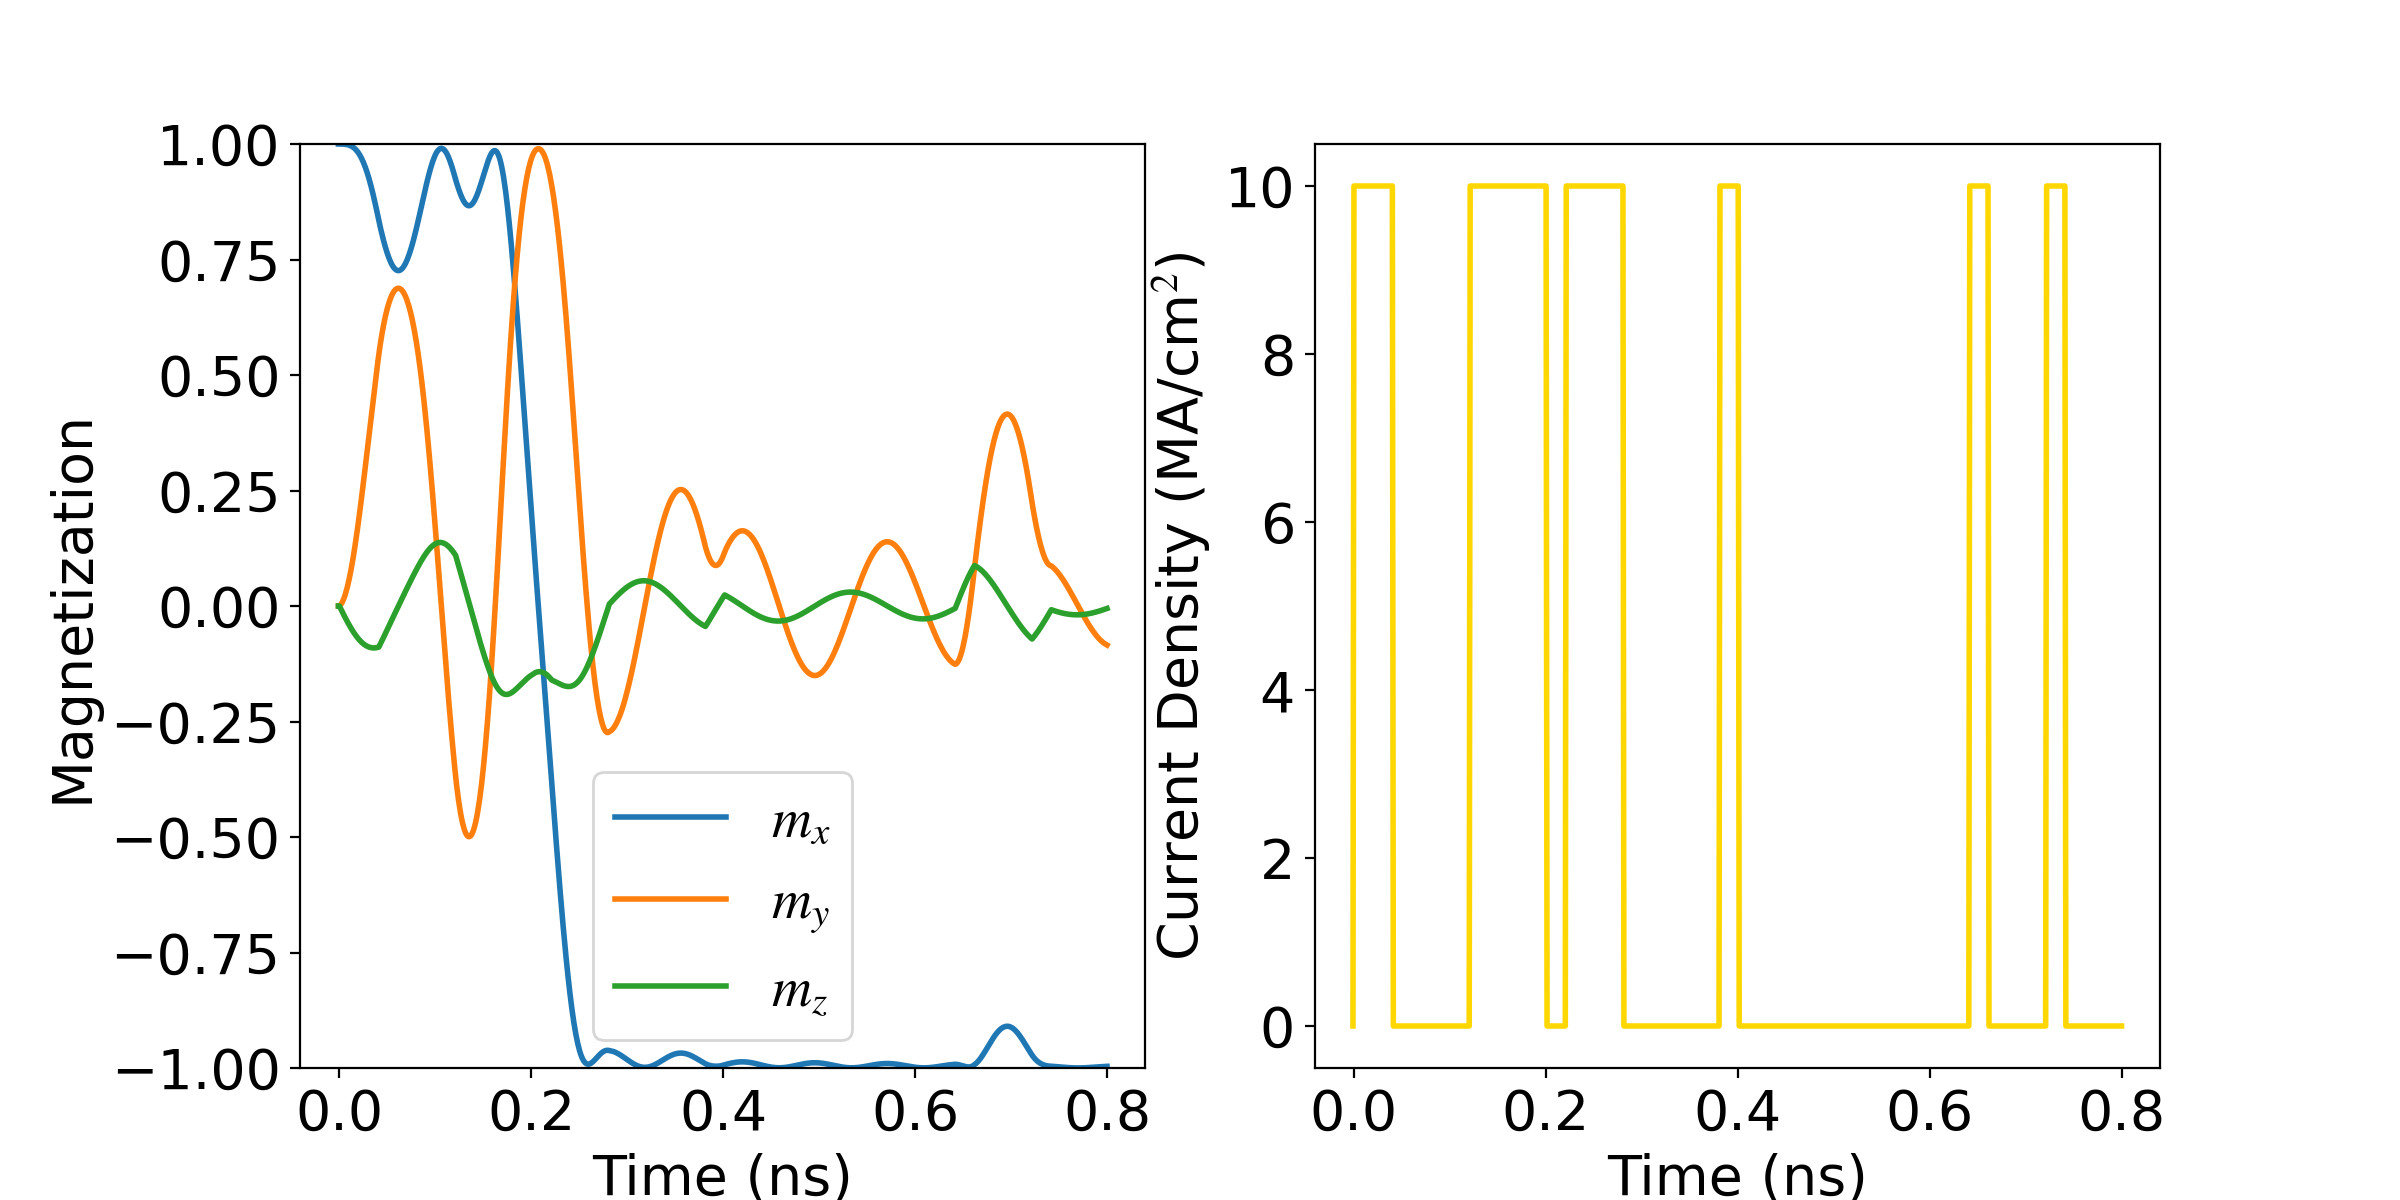 1.00
0.75
0.50
0.25
0.00
−0.25
−0.50
−0.75
−1.00
Magnetization
0.0 0.2 0.4 0.6 0.8
Time (ns)
m_x
m_y
m_z
10
8
6
4
2
0
Current Density (MA/cm²)
0.0 0.2 0.4 0.6 0.8
Time (ns)